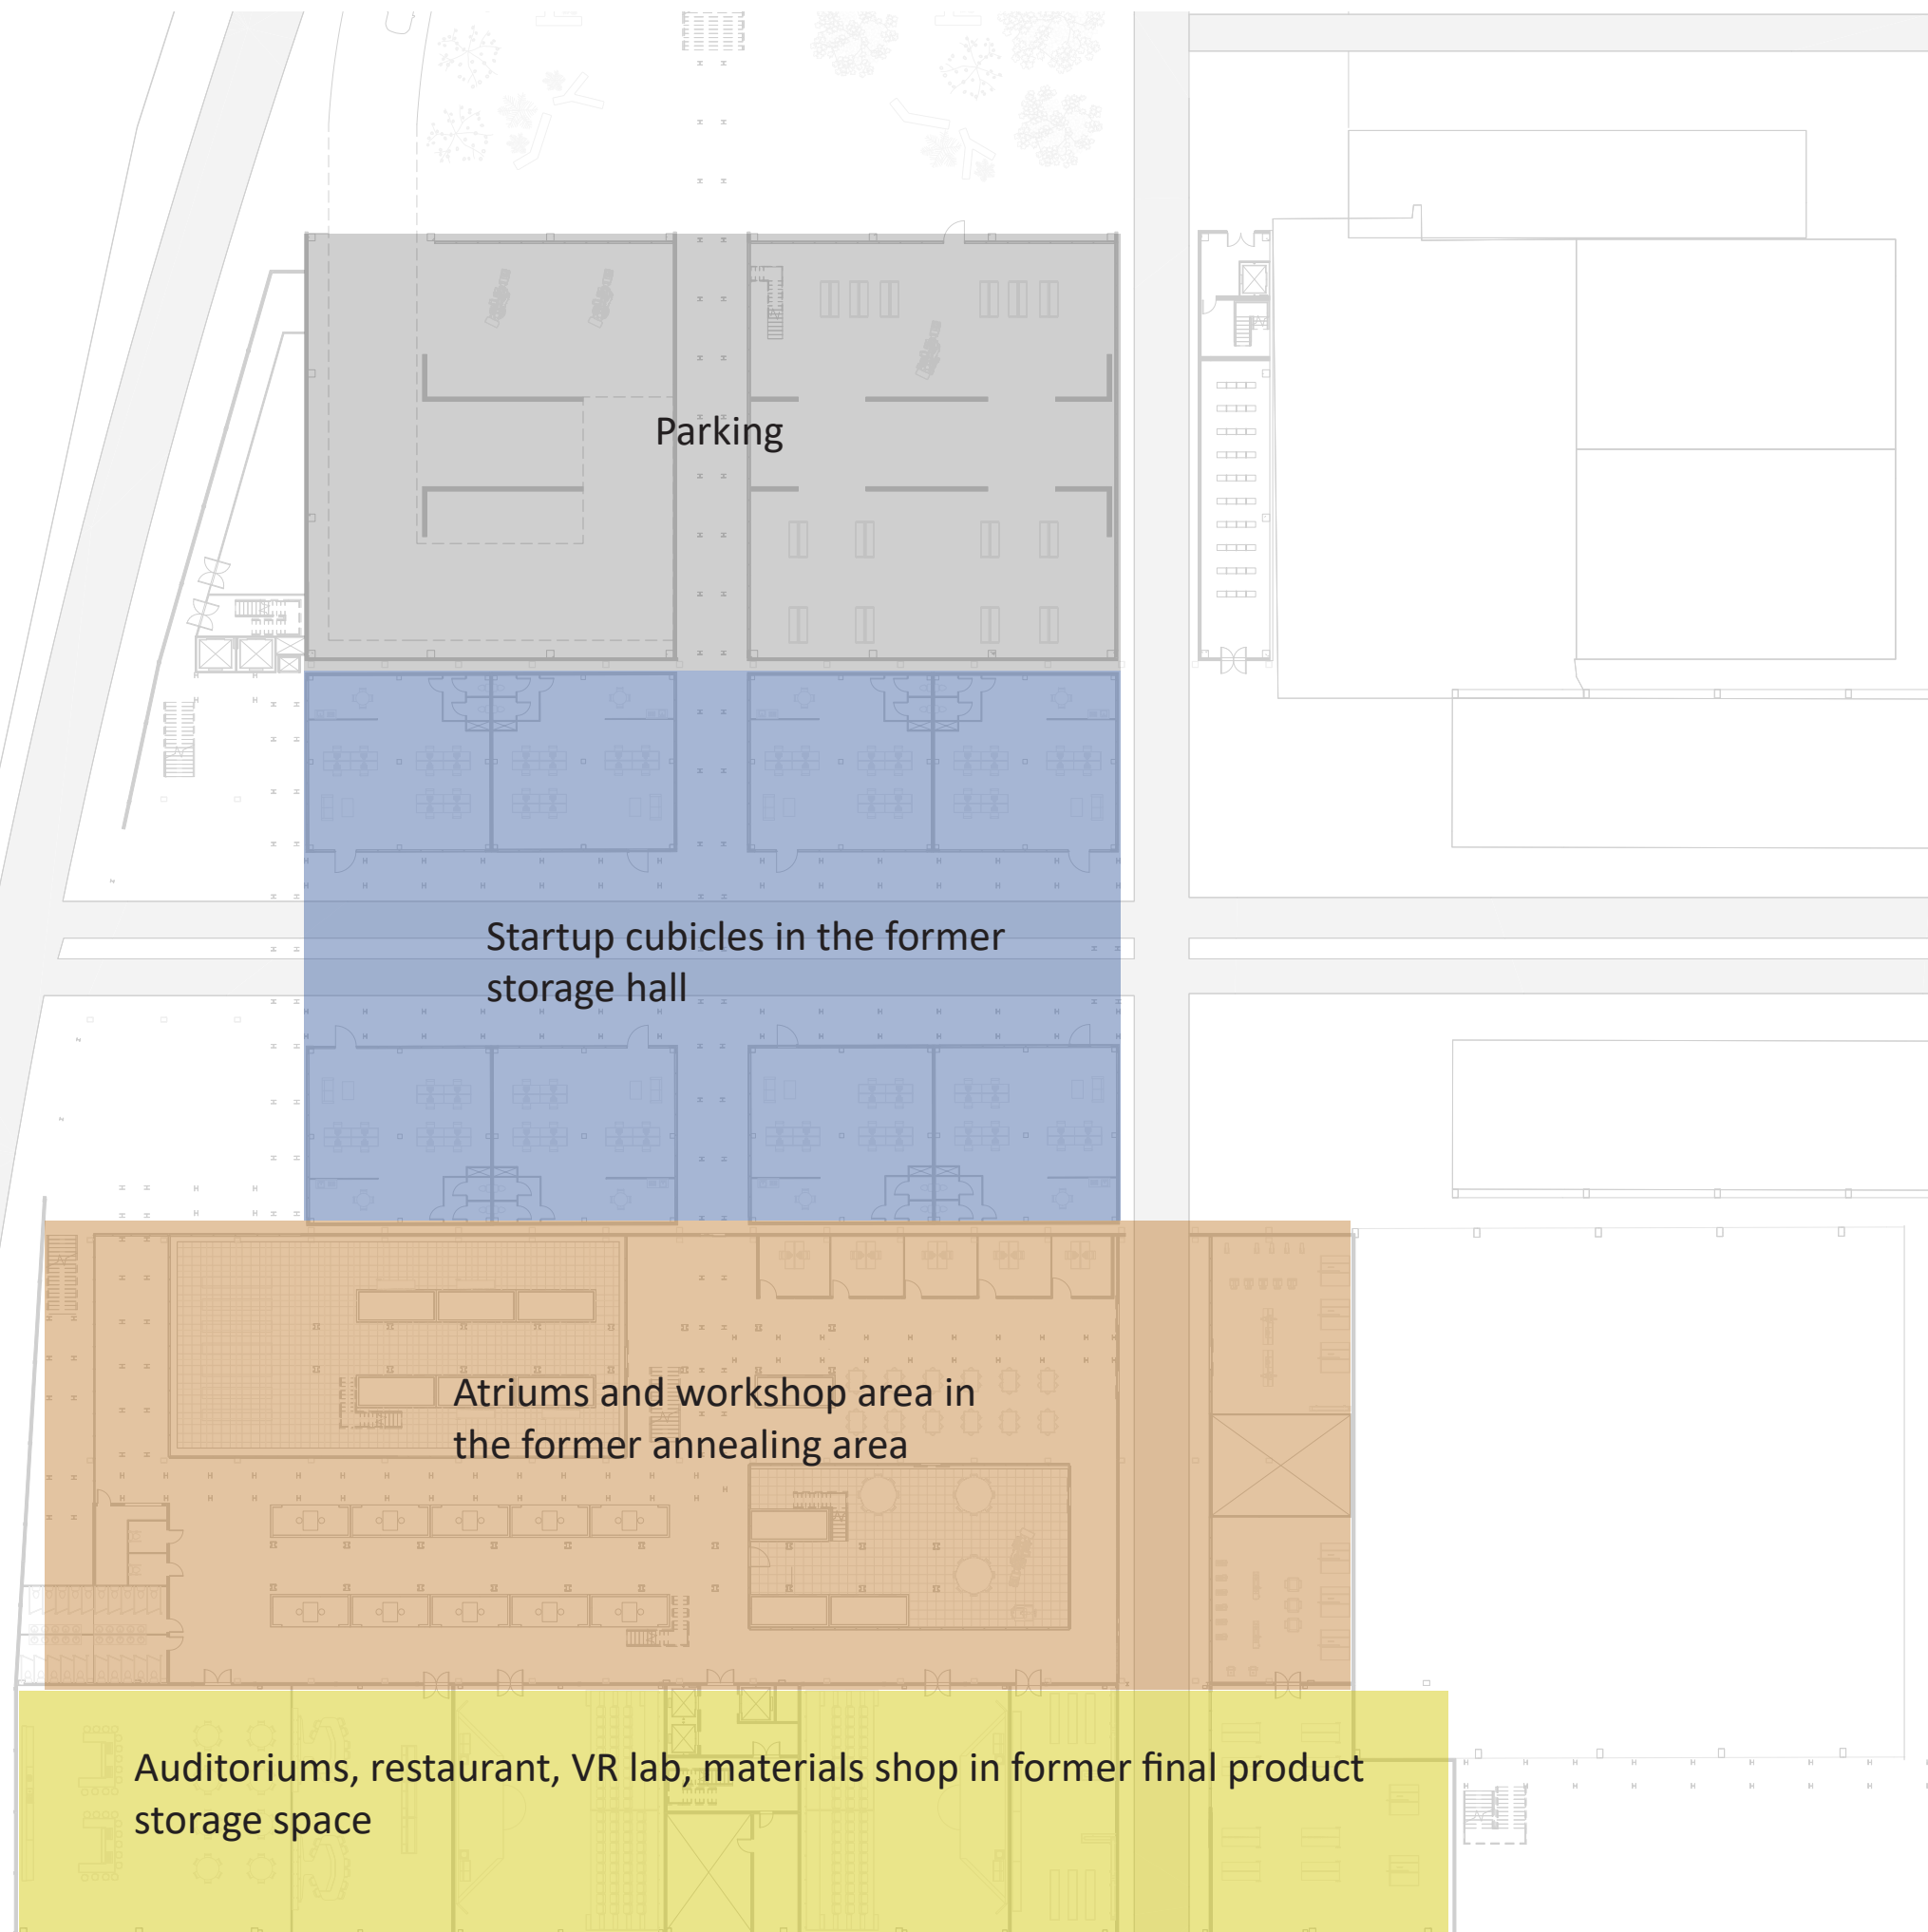 Parking
Startup cubicles in the former
storage hall
Atriums and workshop area in
the former annealing area
Auditoriums, restaurant, VR lab, materials shop in former final product
storage space